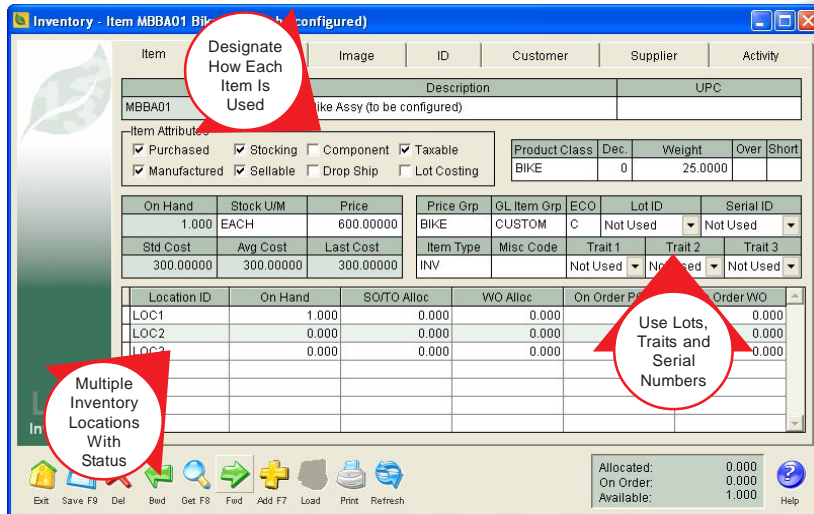 Inventory - Item MBBA01 Bike configured)
Item Image ID Customer Supplier Activity
Designate
How Each
Item Is
Used
Description UPC
MBBA01 ike Assy (to be configured)
Item Attributes
Purchased Stocking Component Taxable
Manufactured Sellable Drop Ship Lot Costing
Product Class Dec. Weight Over Short
BIKE 0 25.0000
On Hand Stock U/M Price Price Grp GL Item Grp ECO Lot ID Serial ID
1.000 EACH 600.00000 BIKE CUSTOM C Not Used Not Used
Std Cost Avg Cost Last Cost Item Type Misc Code Trait 1 Trait 2 Trait 3
300.00000 300.00000 300.00000 INV Not Used Not Used Not Used
Location ID On Hand SO/TO Alloc WO Alloc On Order PO Order WO
LOC1 1.000 0.000 0.000 0.000
LOC2 0.000 0.000 0.000 0.000
LOC3 0.000 0.000 0.000 0.000
Use Lots,
Traits and
Serial
Numbers
Multiple
Inventory
Locations
With
Status
In
Exit Save F9 Del Bwd Get F8 Fwd Add F7 Load Print Refresh
Allocated: 0.000
On Order: 0.000
Available: 1.000
Help